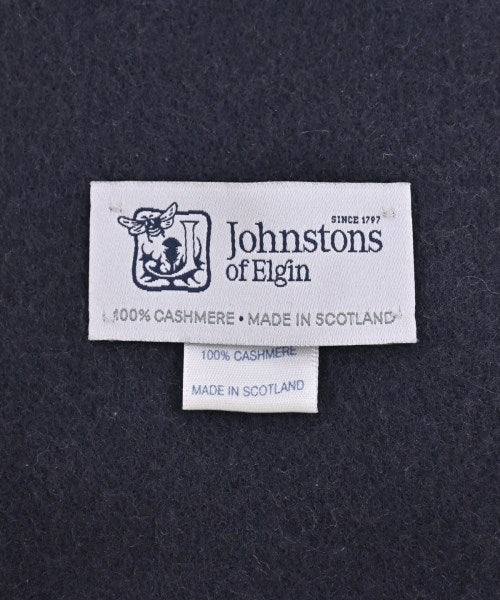 SINCE 1797
Johnstons
of Elgin
100% CASHMERE • MADE IN SCOTLAND
100% CASHMERE
MADE IN SCOTLAND